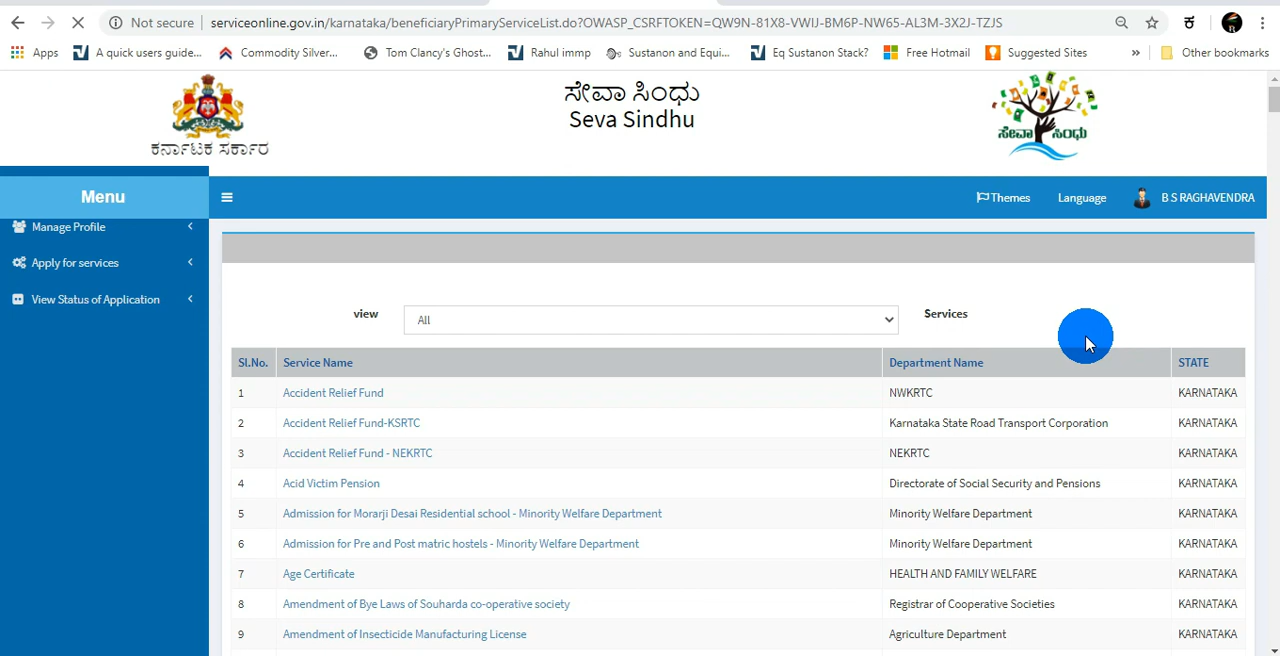 Not secure | serviceonline.gov.in/karnataka/beneficiaryPrimaryServiceList.do?OWASP_CSRFTOKEN=QW9N-81X8-VWIJ-BM6P-NW65-AL3M-3X2J-TZJS ಕ
Apps A quick users guide... Commodity Silver... Tom Clancy's Ghost... Rahul immp Sustanon and Equi... Eq Sustanon Stack? Free Hotmail Suggested Sites » Other bookmarks
ಕರ್ನಾಟಕ ಸರ್ಕಾರ
ಸೇವಾ ಸಿಂಧು
Seva Sindhu
ಸೇವಾ ಸಿಂಧು
Menu
Themes Language B S RAGHAVENDRA
Manage Profile
Apply for services
View Status of Application
view All Services
Sl.No. Service Name Department Name STATE
1 Accident Relief Fund NWKRTC KARNATAKA
2 Accident Relief Fund-KSRTC Karnataka State Road Transport Corporation KARNATAKA
3 Accident Relief Fund - NEKRTC NEKRTC KARNATAKA
4 Acid Victim Pension Directorate of Social Security and Pensions KARNATAKA
5 Admission for Morarji Desai Residential school - Minority Welfare Department Minority Welfare Department KARNATAKA
6 Admission for Pre and Post matric hostels - Minority Welfare Department Minority Welfare Department KARNATAKA
7 Age Certificate HEALTH AND FAMILY WELFARE KARNATAKA
8 Amendment of Bye Laws of Souharda co-operative society Registrar of Cooperative Societies KARNATAKA
9 Amendment of Insecticide Manufacturing License Agriculture Department KARNATAKA